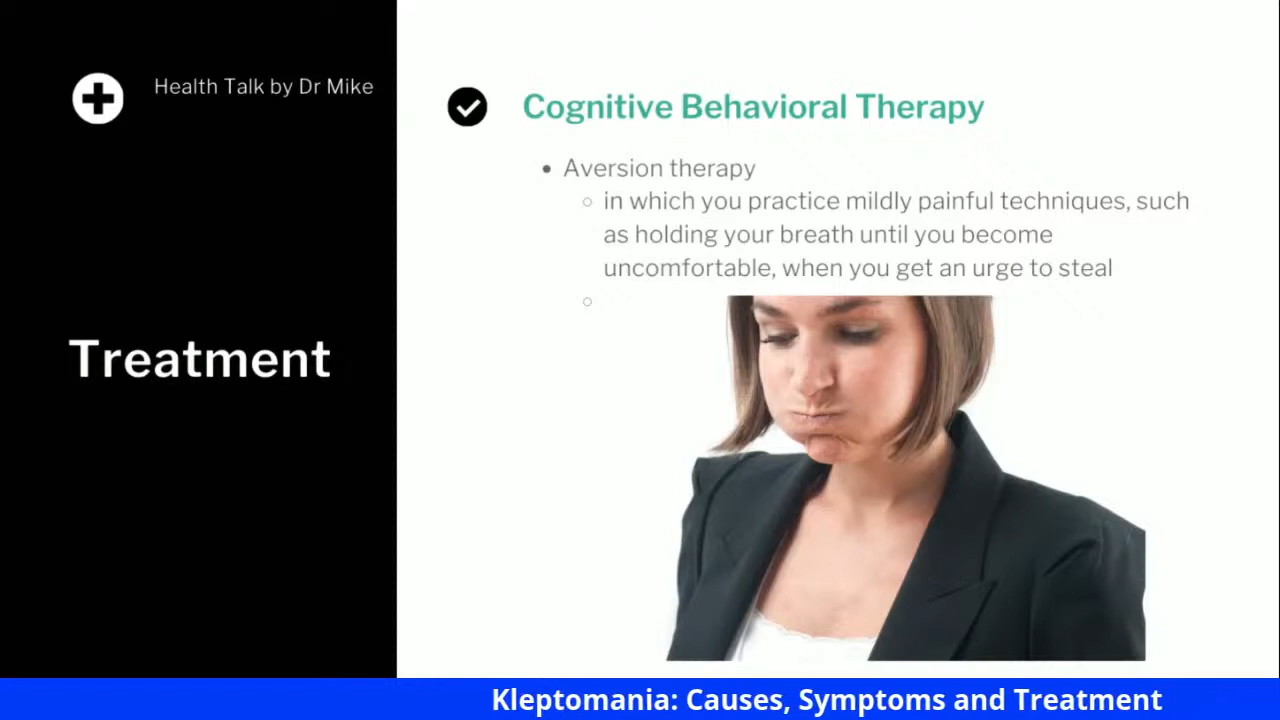 Health Talk by Dr Mike
Treatment
Cognitive Behavioral Therapy
Aversion therapy
in which you practice mildly painful techniques, such
as holding your breath until you become
uncomfortable, when you get an urge to steal
Kleptomania: Causes, Symptoms and Treatment